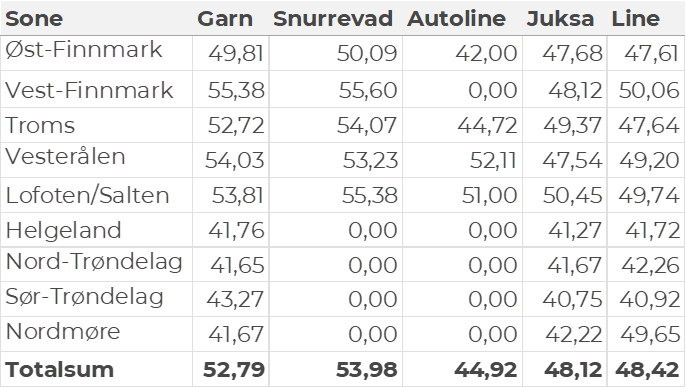 Sone Garn Snurrevad Autoline Juksa Line
Øst-Finnmark 49,81 50,09 42,00 47,68 47,61
Vest-Finnmark 55,38 55,60 0,00 48,12 50,06
Troms 52,72 54,07 44,72 49,37 47,64
Vesterålen 54,03 53,23 52,11 47,54 49,20
Lofoten/Salten 53,81 55,38 51,00 50,45 49,74
Helgeland 41,76 0,00 0,00 41,27 41,72
Nord-Trøndelag 41,65 0,00 0,00 41,67 42,26
Sør-Trøndelag 43,27 0,00 0,00 40,75 40,92
Nordmøre 41,67 0,00 0,00 42,22 49,65
Totalsum 52,79 53,98 44,92 48,12 48,42